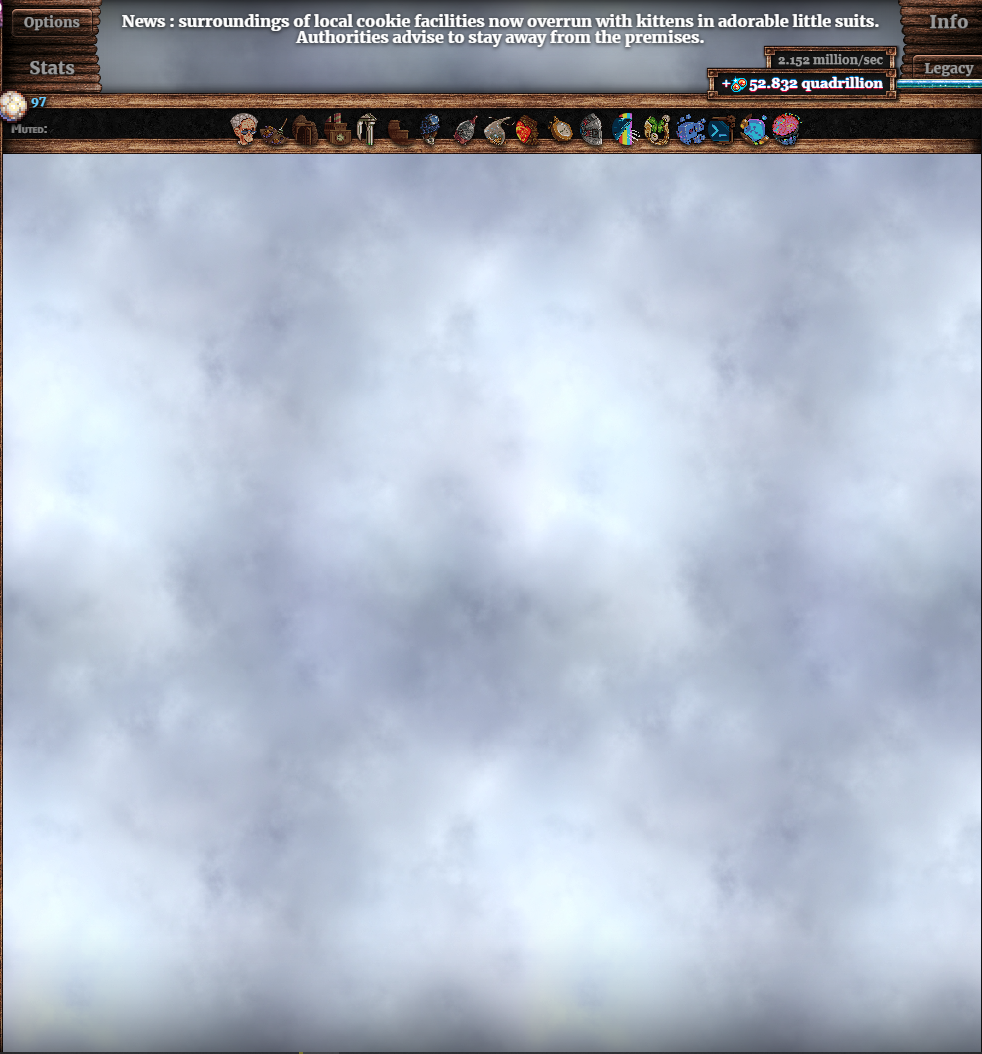 Options
News : surroundings of local cookie facilities now overrun with kittens in adorable little suits.
Authorities advise to stay away from the premises.
Info
Stats
2.152 million/sec
Legacy
+ 52.832 quadrillion
97
Muted: